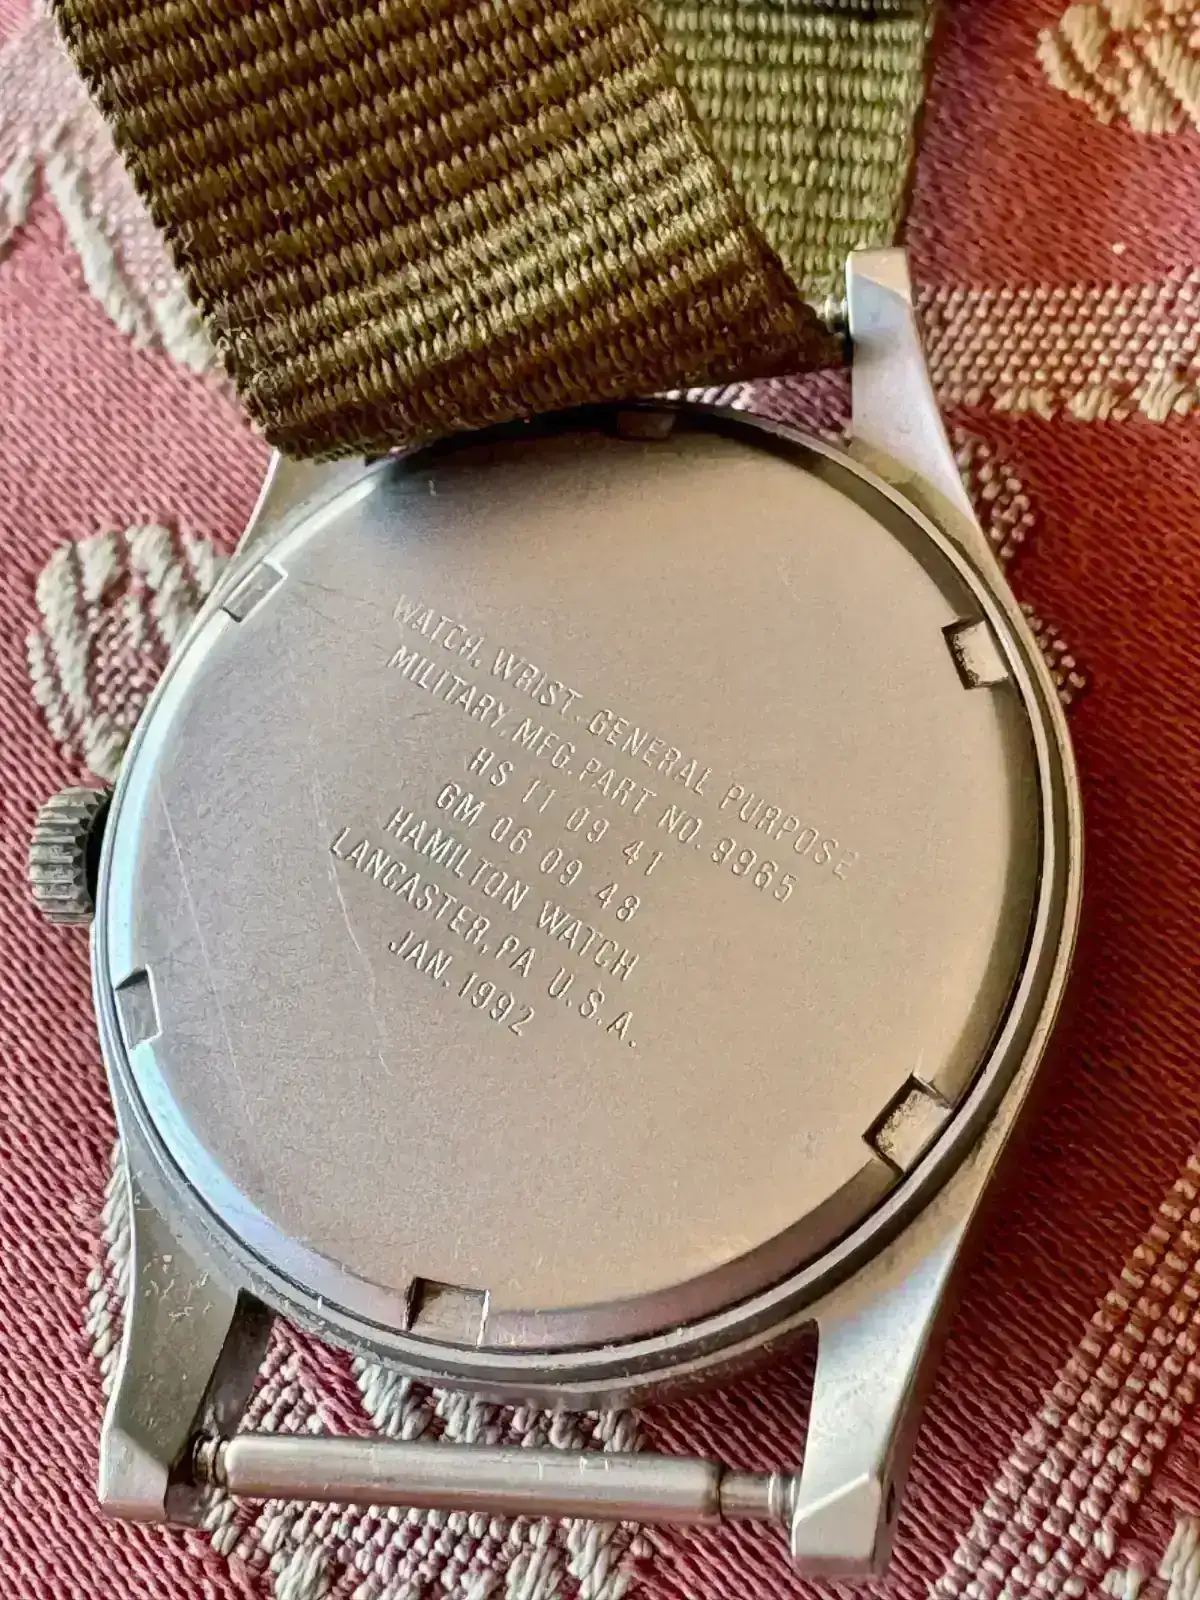 WATCH, WRIST, GENERAL PURPOSE
MILITARY, MFG. PART NO. 9965
HS 11 09 41
GM 06 09 48
HAMILTON WATCH
LANCASTER, PA U.S.A.
JAN. 1992